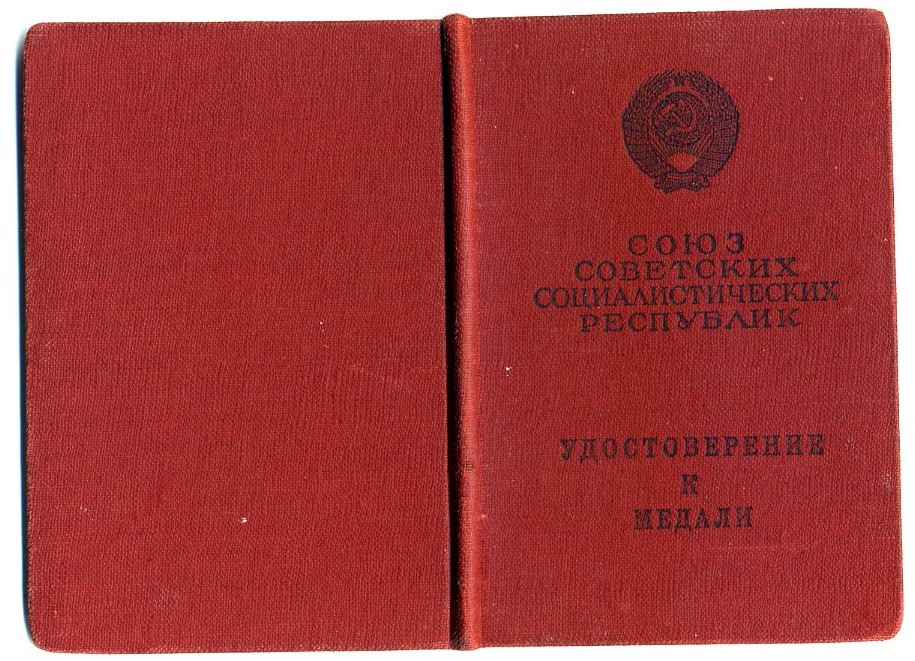 СОЮЗ
СОВЕТСКИХ
СОЦИАЛИСТИЧЕСКИХ
РЕСПУБЛИК
УДОСТОВЕРЕНИЕ
К
МЕДАЛИ